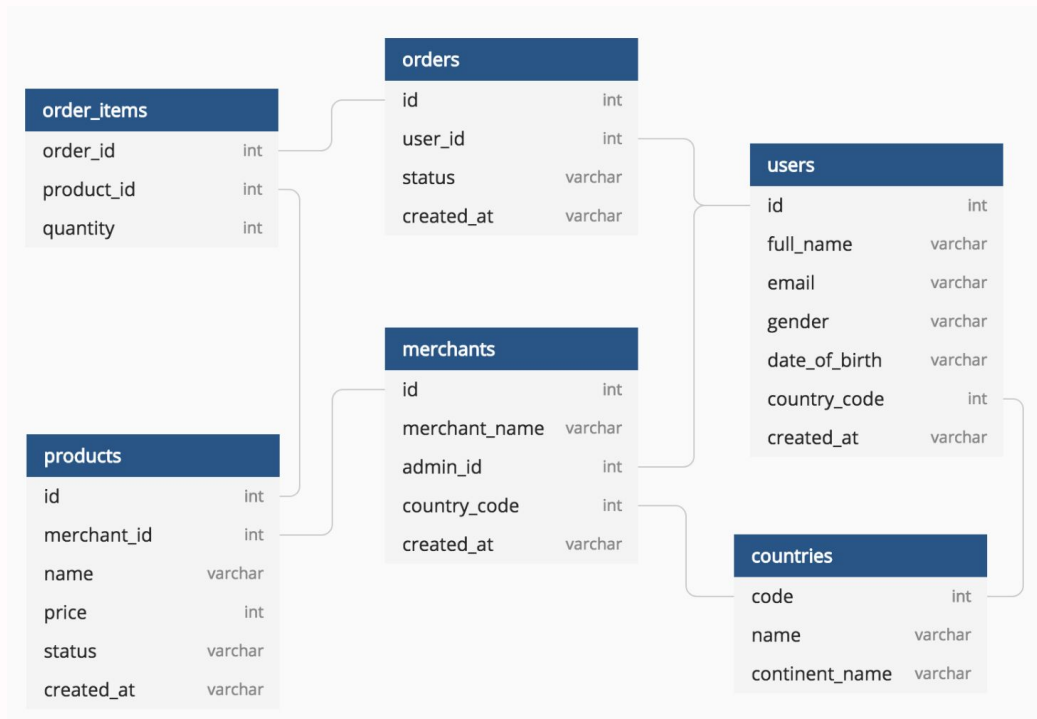 orders
id int
user_id int
status varchar
created_at varchar
order_items
order_id int
product_id int
quantity int
users
id int
full_name varchar
email varchar
gender varchar
date_of_birth varchar
country_code int
created_at varchar
merchants
id int
merchant_name varchar
admin_id int
country_code int
created_at varchar
products
id int
merchant_id int
name varchar
price int
status varchar
created_at varchar
countries
code int
name varchar
continent_name varchar